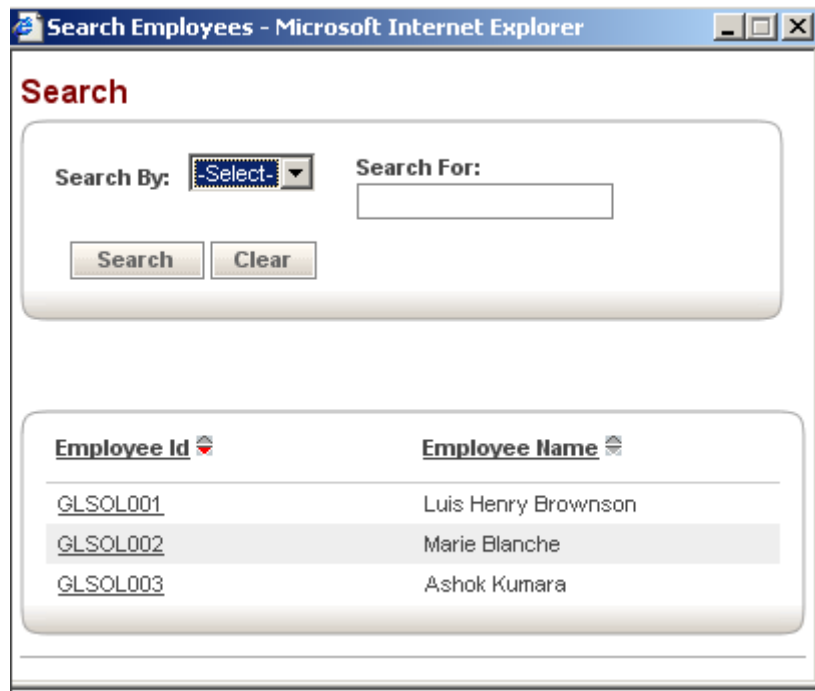 Search Employees - Microsoft Internet Explorer
Search
Search By: -Select- Search For:
Search Clear
Employee Id Employee Name
GLSOL001 Luis Henry Brownson
GLSOL002 Marie Blanche
GLSOL003 Ashok Kumara